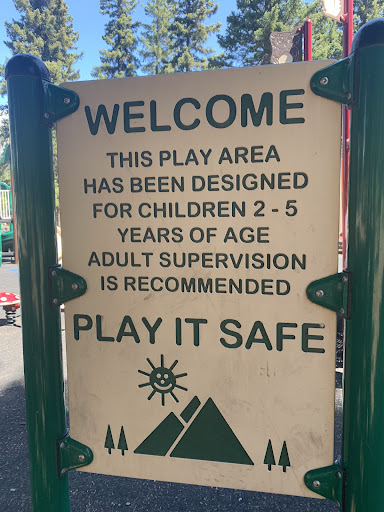 WELCOME
THIS PLAY AREA
HAS BEEN DESIGNED
FOR CHILDREN 2 - 5
YEARS OF AGE
ADULT SUPERVISION
IS RECOMMENDED
PLAY IT SAFE